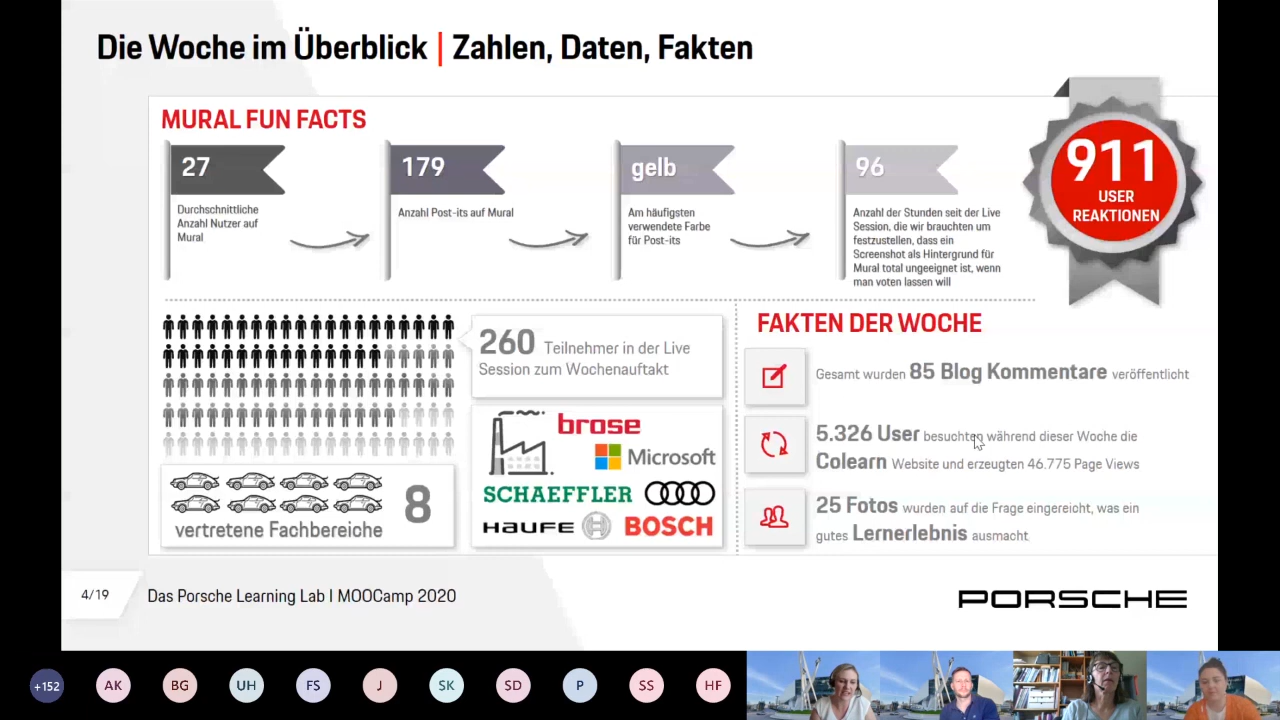 Die Woche im Überblick | Zahlen, Daten, Fakten
MURAL FUN FACTS
27
Durchschnittliche
Anzahl Nutzer auf
Mural
179
Anzahl Post-its auf Mural
gelb
Am häufigsten
verwendete Farbe
für Post-its
96
Anzahl der Stunden seit der Live
Session, die wir brauchten um
festzustellen, dass ein
Screenshot als Hintergrund für
Mural total ungeeignet ist, wenn
man voten lassen will
911
USER
REAKTIONEN
260 Teilnehmer in der Live
Session zum Wochenauftakt
brose
Microsoft
SCHAEFFLER
HAUFE
BOSCH
8
vertretene Fachbereiche
FAKTEN DER WOCHE
Gesamt wurden 85 Blog Kommentare veröffentlicht
5.326 User besuchten während dieser Woche die
Colearn Website und erzeugten 46.775 Page Views
25 Fotos wurden auf die Frage eingereicht, was ein
gutes Lernerlebnis ausmacht
4/19
Das Porsche Learning Lab I MOOCamp 2020
PORSCHE
+152
AK
BG
UH
FS
J
SK
SD
P
SS
HF